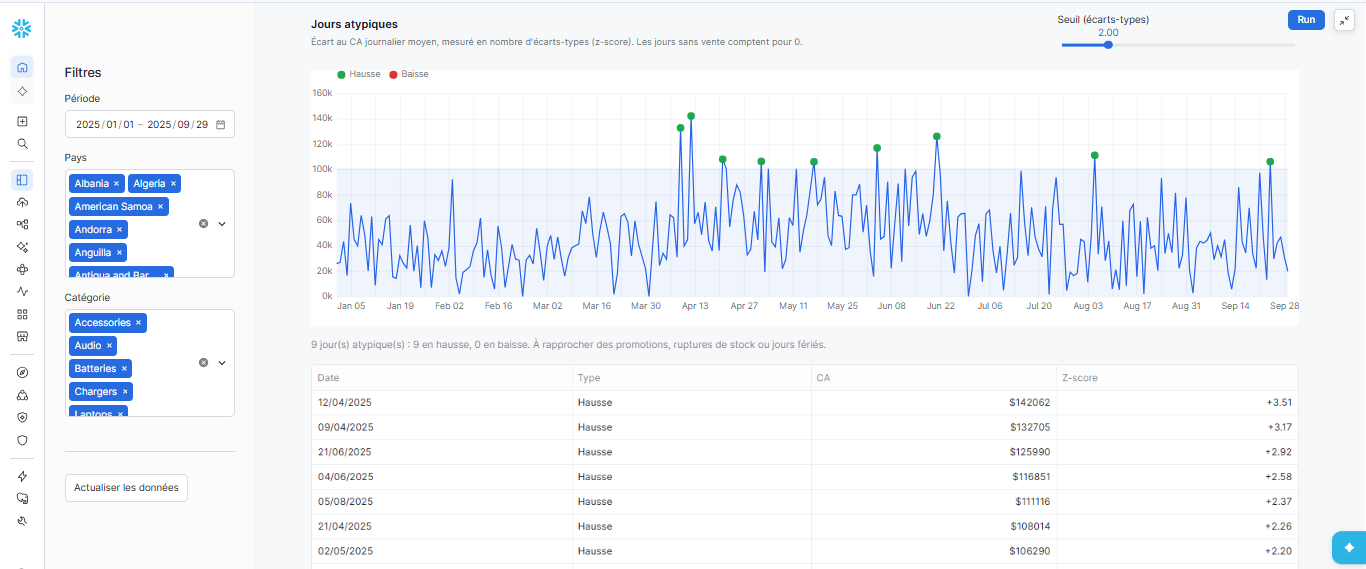 Jours atypiques
Écart au CA journalier moyen, mesuré en nombre d'écarts-types (z-score). Les jours sans vente comptent pour 0.
Seuil (écarts-types)
2.00
Run
Filtres
Période
2025/01/01 – 2025/09/29
Pays
Albania × Algeria ×
American Samoa ×
Andorra ×
Anguilla ×
Antigua and Bar... ×
Catégorie
Accessories ×
Audio ×
Batteries ×
Chargers ×
Laptops ×
Actualiser les données
Hausse Baisse
160k
140k
120k
100k
80k
60k
40k
20k
0k
Jan 05 Jan 19 Feb 02 Feb 16 Mar 02 Mar 16 Mar 30 Apr 13 Apr 27 May 11 May 25 Jun 08 Jun 22 Jul 06 Jul 20 Aug 03 Aug 17 Aug 31 Sep 14 Sep 28
9 jour(s) atypique(s) : 9 en hausse, 0 en baisse. À rapprocher des promotions, ruptures de stock ou jours fériés.
Date Type CA Z-score
12/04/2025 Hausse $142062 +3.51
09/04/2025 Hausse $132705 +3.17
21/06/2025 Hausse $125990 +2.92
04/06/2025 Hausse $116851 +2.58
05/08/2025 Hausse $111116 +2.37
21/04/2025 Hausse $108014 +2.26
02/05/2025 Hausse $106290 +2.20